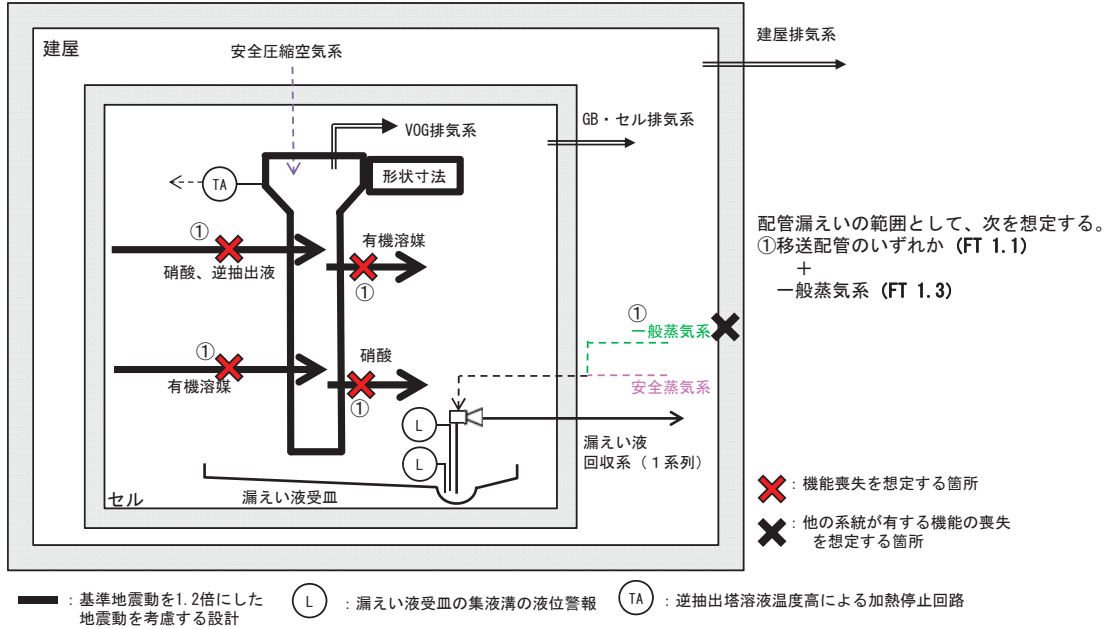 建屋
安全圧縮空気系
建屋排気系
VOG排気系
GB・セル排気系
TA
形状寸法
①
硝酸、逆抽出液
有機溶媒
①
配管漏えいの範囲として、次を想定する。
①移送配管のいずれか (FT 1.1)
＋
一般蒸気系 (FT 1.3)
①
一般蒸気系
①
有機溶媒
硝酸
①
安全蒸気系
L
L
漏えい液
回収系（１系列）
漏えい液受皿
セル
：機能喪失を想定する箇所
：他の系統が有する機能の喪失
を想定する箇所
：基準地震動を1.2倍にした
地震動を考慮する設計
L
：漏えい液受皿の集液溝の液位警報
TA
：逆抽出塔溶液温度高による加熱停止回路